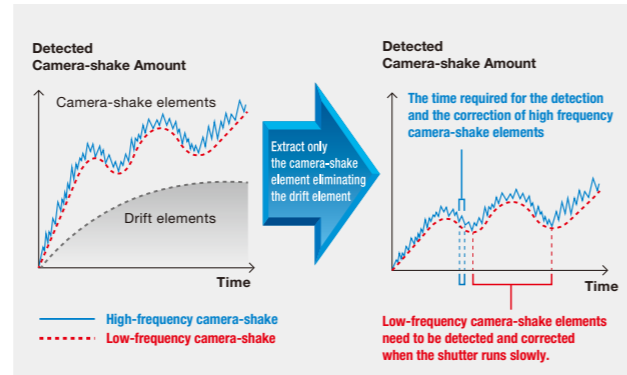 Detected
Camera-shake Amount
Camera-shake elements
Drift elements
Time
High-frequency camera-shake
Low-frequency camera-shake
Extract only
the camera-shake
element eliminating
the drift element
Detected
Camera-shake Amount
The time required for the detection
and the correction of high frequency
camera-shake elements
Time
Low-frequency camera-shake elements
need to be detected and corrected
when the shutter runs slowly.